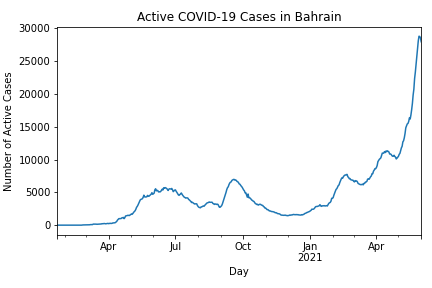 Active COVID-19 Cases in Bahrain
30000
25000
20000
15000
10000
5000
0
Number of Active Cases
Apr
Jul
Oct
Jan
2021
Apr
Day